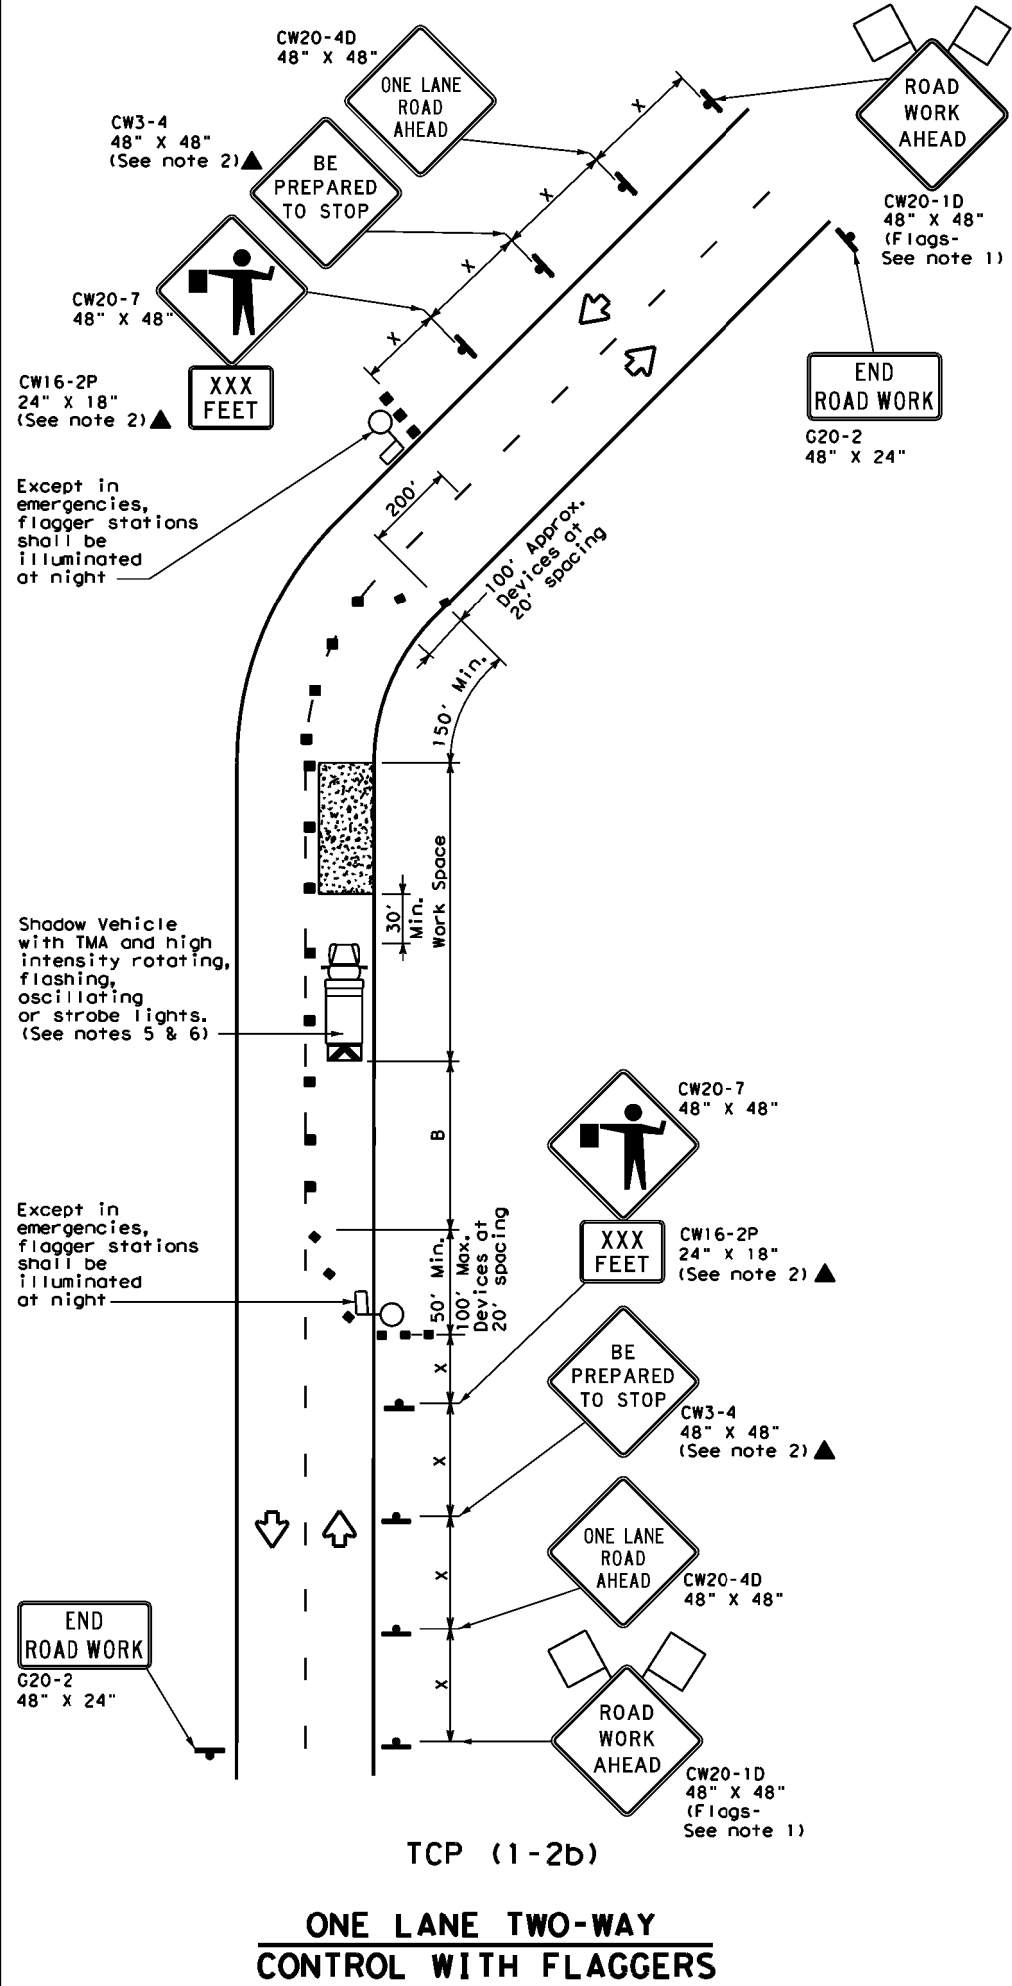 CW20-4D
48" X 48"
ONE LANE
ROAD
AHEAD
ROAD
WORK
AHEAD
CW20-1D
48" X 48"
(Flags-
See note 1)
CW3-4
48" X 48"
(See note 2)▲
BE
PREPARED
TO STOP
CW20-7
48" X 48"
XXX
FEET
CW16-2P
24" X 18"
(See note 2)▲
X
X
X
X
END
ROAD WORK
G20-2
48" X 24"
Except in
emergencies,
flagger stations
shall be
illuminated
at night
200'
100' Approx.
Devices at
20' spacing
150' Min.
Work Space
30'
Min.
Shadow Vehicle
with TMA and high
intensity rotating,
flashing,
oscillating
or strobe lights.
(See notes 5 & 6)
B
CW20-7
48" X 48"
XXX
FEET
CW16-2P
24" X 18"
(See note 2)▲
Except in
emergencies,
flagger stations
shall be
illuminated
at night
50' Min.
100' Max.
Devices at
20' spacing
X
X
X
X
BE
PREPARED
TO STOP
CW3-4
48" X 48"
(See note 2)▲
ONE LANE
ROAD
AHEAD
CW20-4D
48" X 48"
END
ROAD WORK
G20-2
48" X 24"
ROAD
WORK
AHEAD
CW20-1D
48" X 48"
(Flags-
See note 1)
TCP (1-2b)
ONE LANE TWO-WAY
CONTROL WITH FLAGGERS